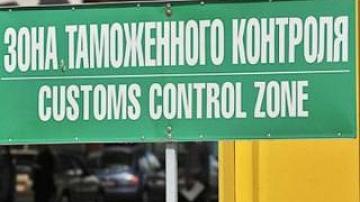 ЗОНА ТАМОЖЕННОГО КОНТРОЛЯ
CUSTOMS CONTROL ZONE